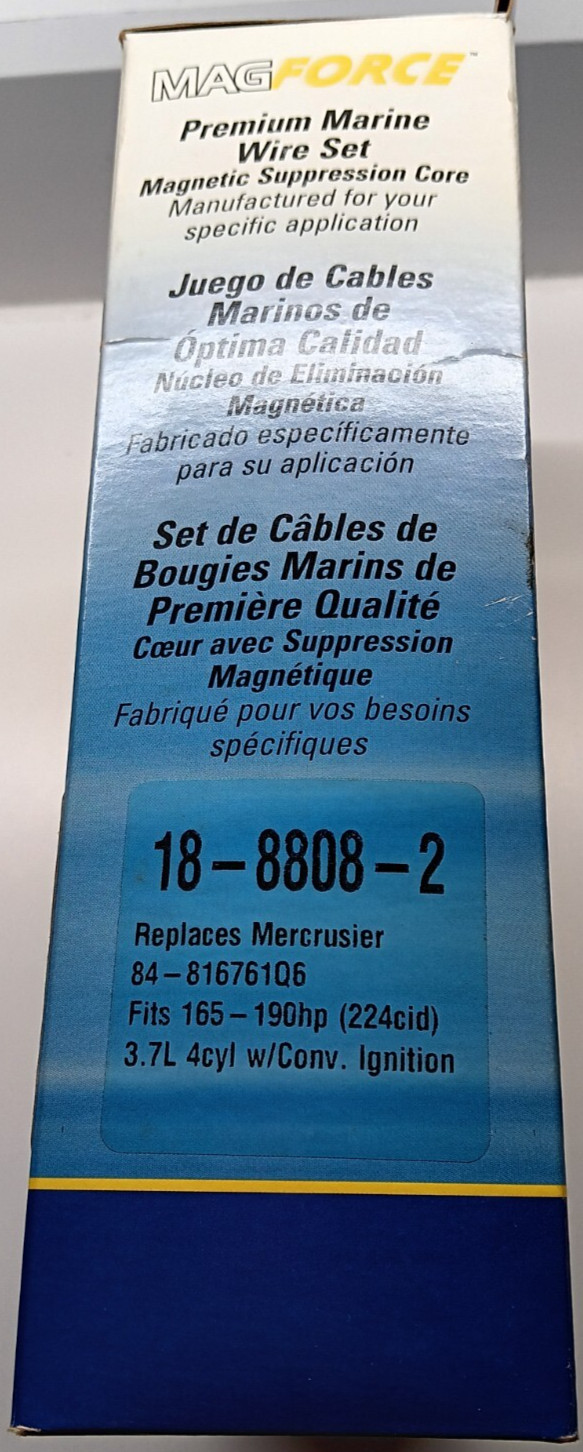 MAGFORCE™
Premium Marine
Wire Set
Magnetic Suppression Core
Manufactured for your
specific application
Juego de Cables
Marinos de
Óptima Calidad
Núcleo de Eliminación
Magnética
Fabricado específicamente
para su aplicación
Set de Câbles de
Bougies Marins de
Première Qualité
Cœur avec Suppression
Magnétique
Fabriqué pour vos besoins
spécifiques
18-8808-2
Replaces Mercrusier
84-816761Q6
Fits 165-190hp (224cid)
3.7L 4cyl w/Conv. Ignition